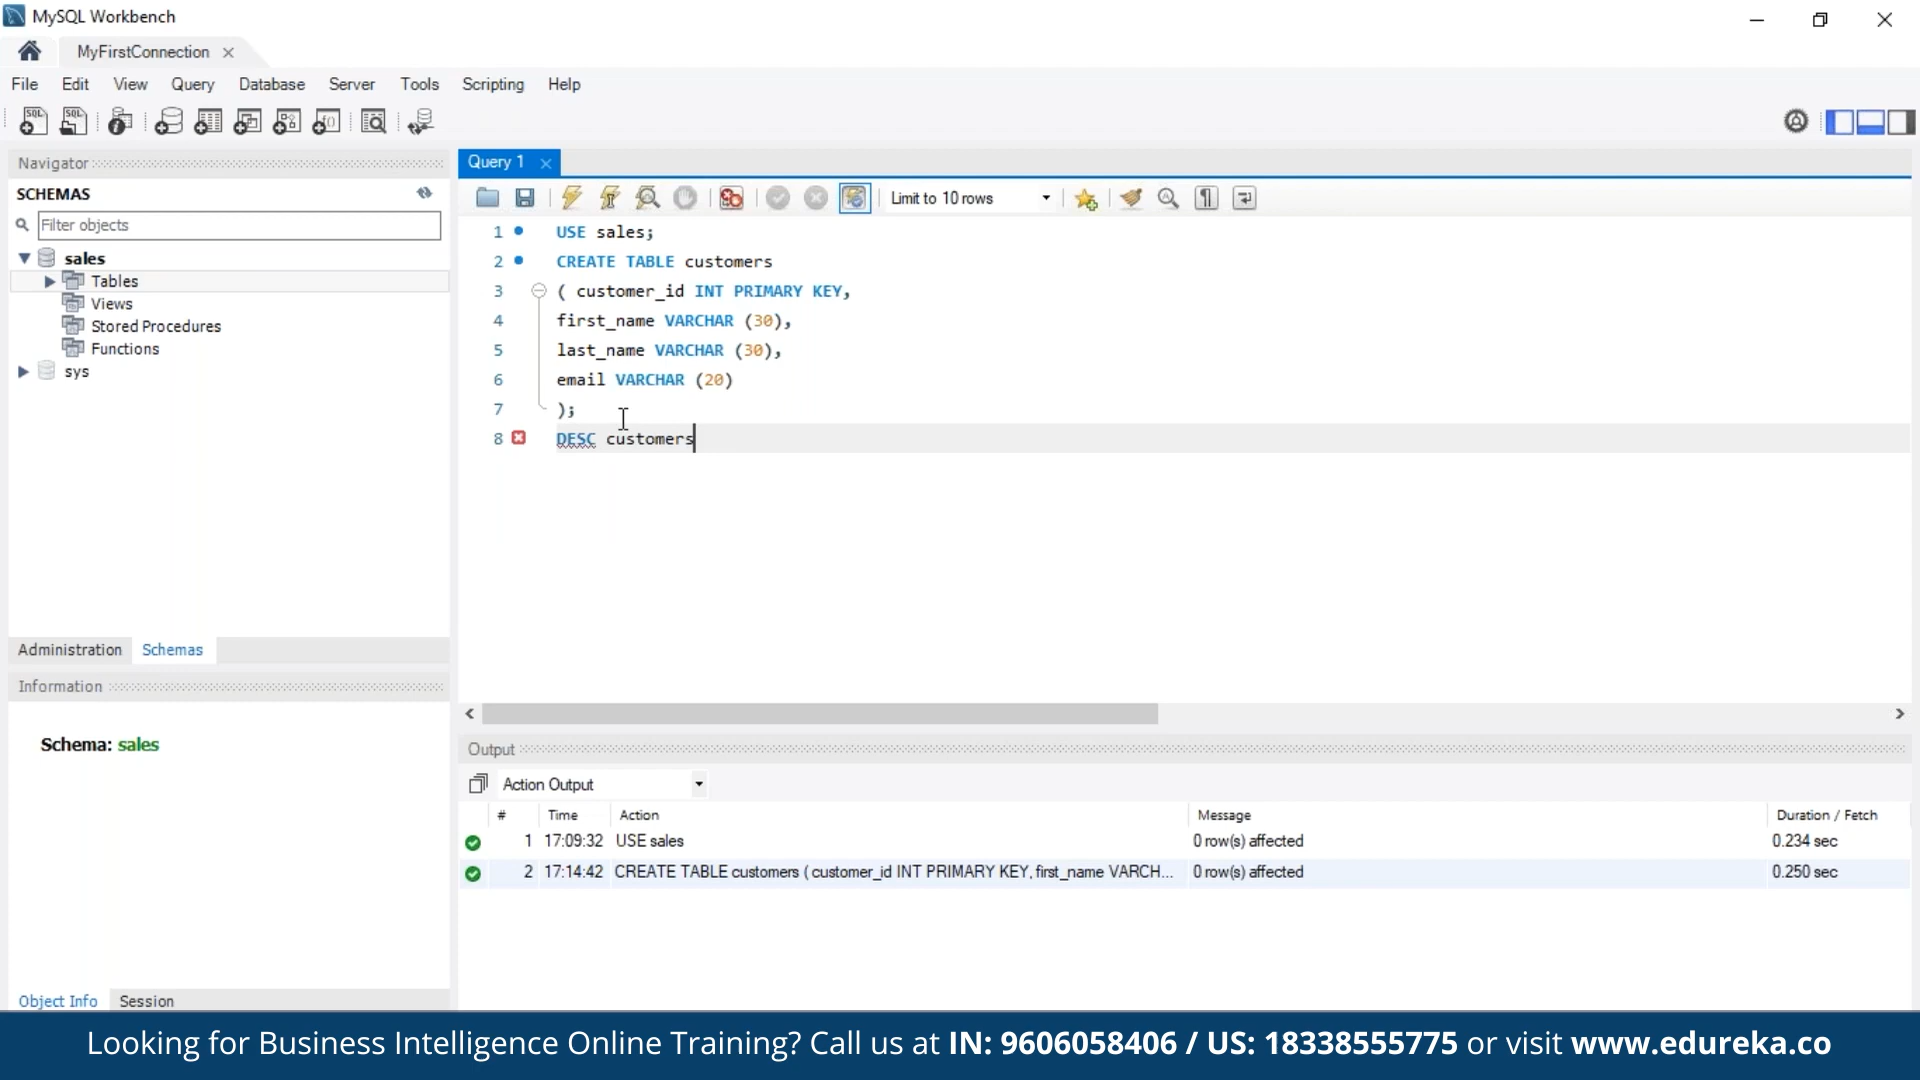 MySQL Workbench
MyFirstConnection
File Edit View Query Database Server Tools Scripting Help
Navigator
SCHEMAS
Filter objects
sales
Tables
Views
Stored Procedures
Functions
sys
Administration Schemas
Information
Schema: sales
Object Info Session
Query 1
Limit to 10 rows
1 USE sales;
2 CREATE TABLE customers
3 ( customer_id INT PRIMARY KEY,
4 first_name VARCHAR (30),
5 last_name VARCHAR (30),
6 email VARCHAR (20)
7 );
8 DESC customers
Output
Action Output
# Time Action Message Duration / Fetch
1 17:09:32 USE sales 0 row(s) affected 0.234 sec
2 17:14:42 CREATE TABLE customers ( customer_id INT PRIMARY KEY, first_name VARCH... 0 row(s) affected 0.250 sec
Looking for Business Intelligence Online Training? Call us at IN: 9606058406 / US: 18338555775 or visit www.edureka.co